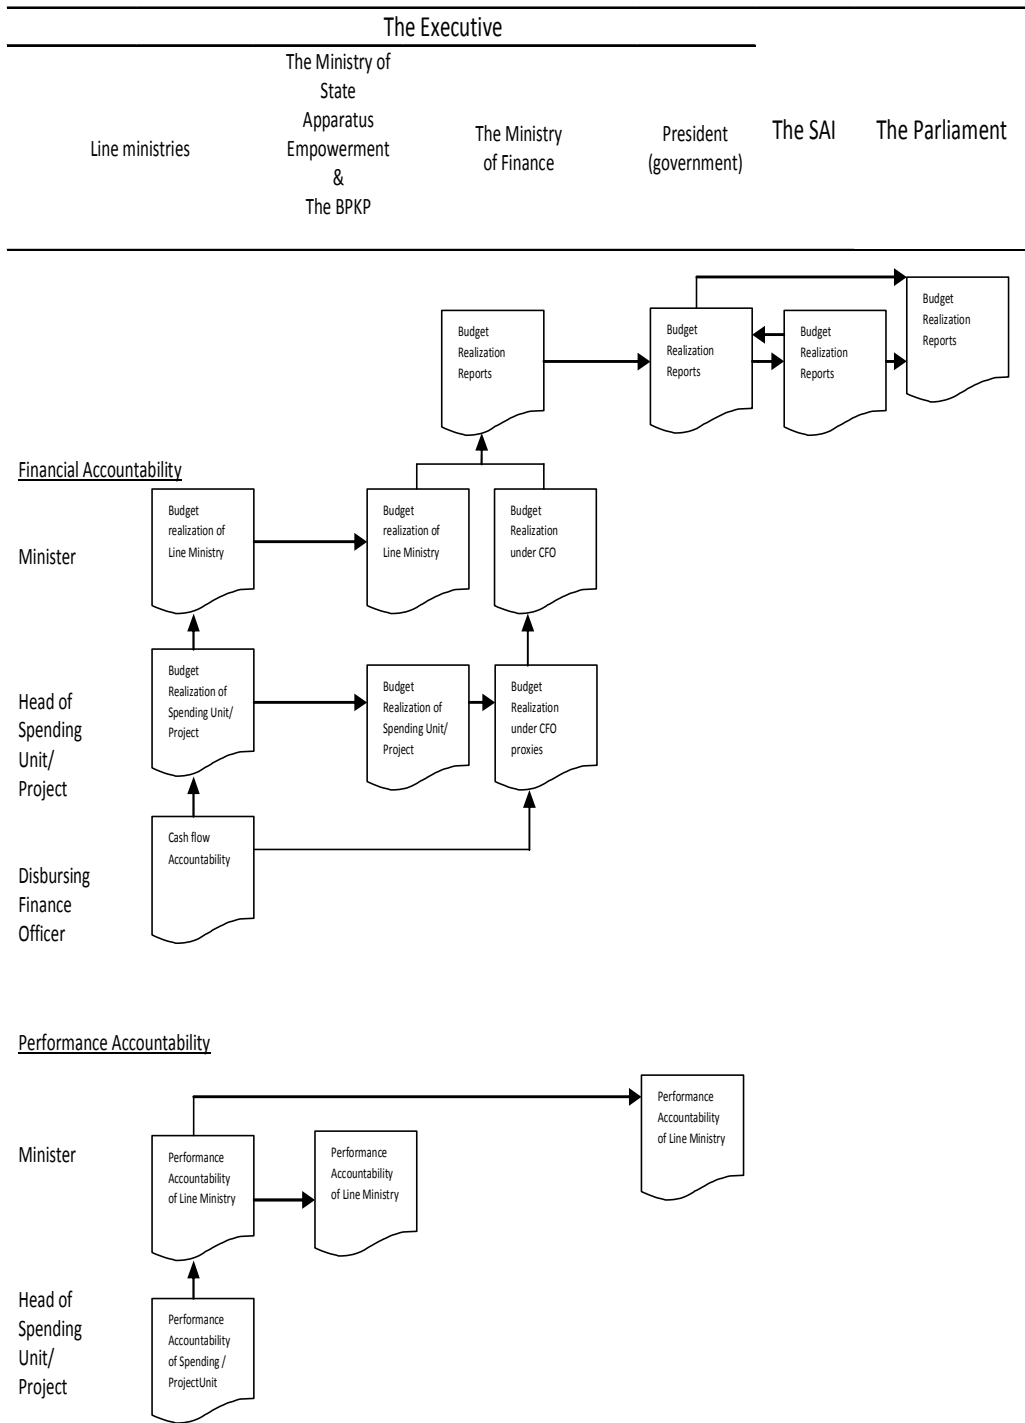 The Executive
Line ministries
The Ministry of
State
Apparatus
Empowerment
&
The BPKP
The Ministry
of Finance
President
(government)
The SAI
The Parliament
Budget
Realization
Reports
Budget
Realization
Reports
Budget
Realization
Reports
Budget
Realization
Reports
Financial Accountability
Minister
Budget
realization of
Line Ministry
Budget
realization of
Line Ministry
Budget
Realization
under CFO
Head of
Spending
Unit/
Project
Budget
Realization of
Spending Unit/
Project
Budget
Realization of
Spending Unit/
Project
Budget
Realization
under CFO
proxies
Disbursing
Finance
Officer
Cash flow
Accountability
Performance Accountability
Minister
Performance
Accountability
of Line Ministry
Performance
Accountability
of Line Ministry
Performance
Accountability
of Line Ministry
Head of
Spending
Unit/
Project
Performance
Accountability
of Spending /
ProjectUnit